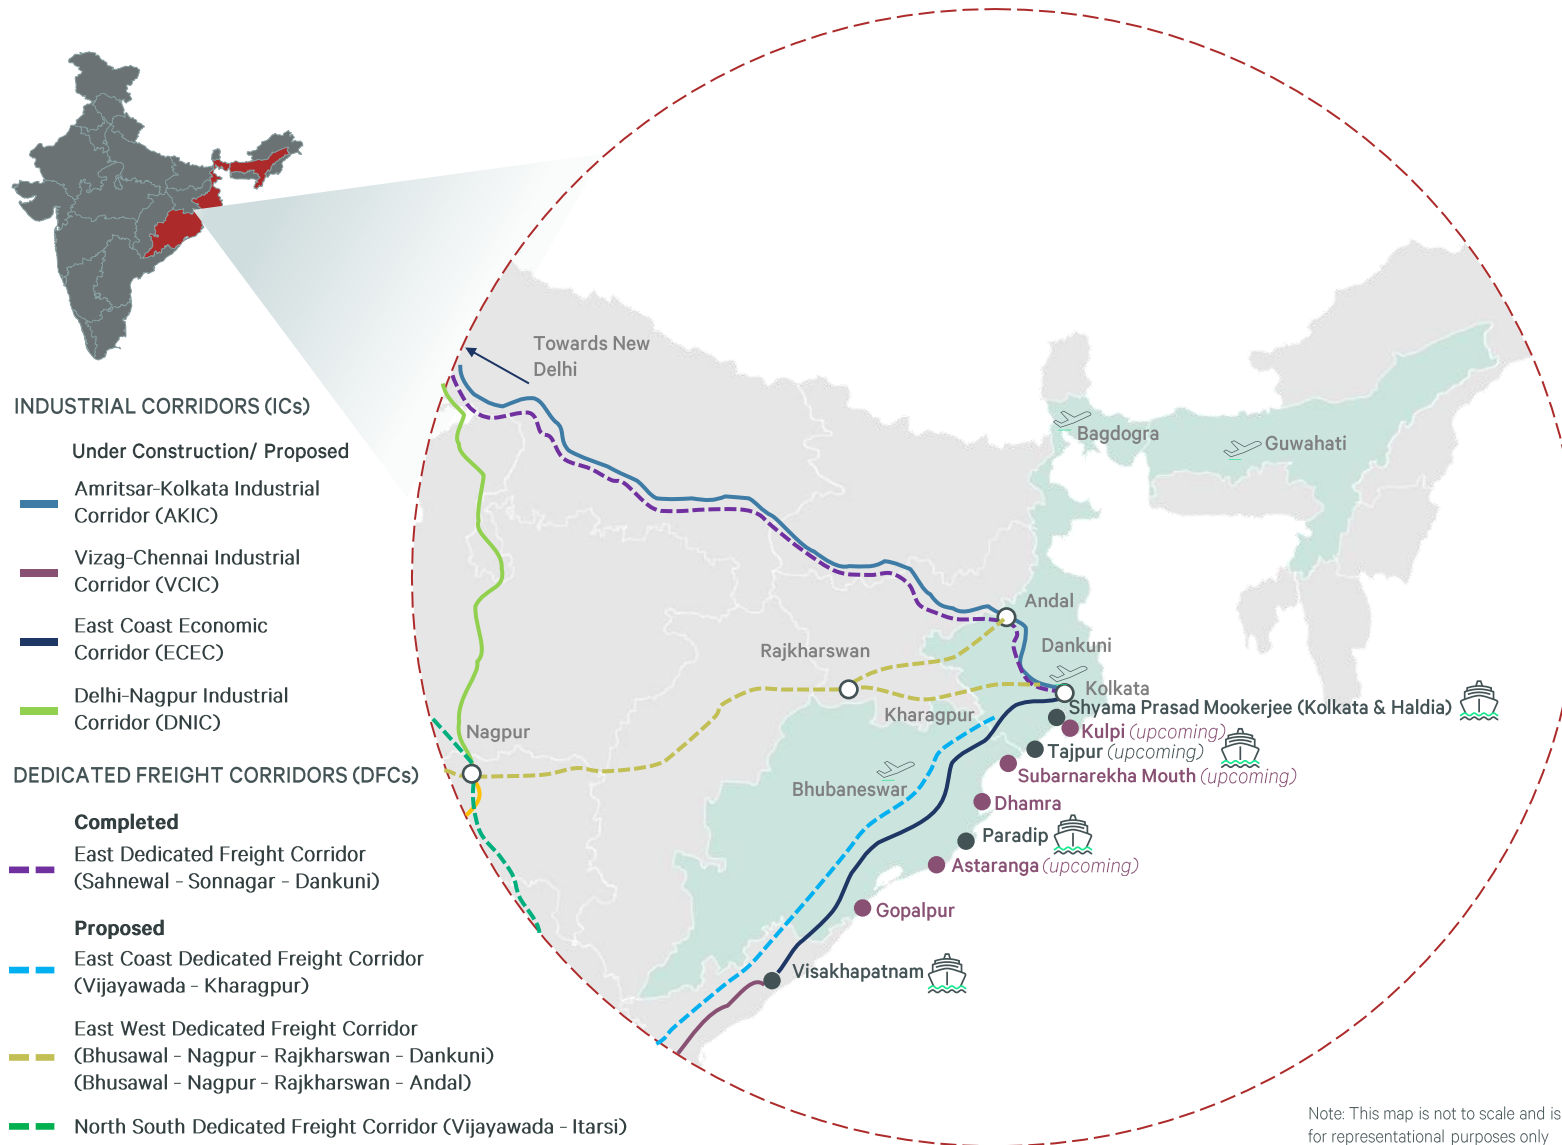 Towards New
Delhi
INDUSTRIAL CORRIDORS (ICs)
Under Construction/ Proposed
Amritsar-Kolkata Industrial
Corridor (AKIC)
Vizag-Chennai Industrial
Corridor (VCIC)
East Coast Economic
Corridor (ECEC)
Delhi-Nagpur Industrial
Corridor (DNIC)
DEDICATED FREIGHT CORRIDORS (DFCs)
Completed
East Dedicated Freight Corridor
(Sahnewal - Sonnagar - Dankuni)
Proposed
East Coast Dedicated Freight Corridor
(Vijayawada - Kharagpur)
East West Dedicated Freight Corridor
(Bhusawal - Nagpur - Rajkharswan - Dankuni)
(Bhusawal - Nagpur - Rajkharswan - Andal)
North South Dedicated Freight Corridor (Vijayawada - Itarsi)
Bagdogra
Guwahati
Andal
Dankuni
Rajkharswan
Kolkata
Shyama Prasad Mookerjee (Kolkata & Haldia)
Kharagpur
Kulpi (upcoming)
Nagpur
Tajpur (upcoming)
Subarnarekha Mouth (upcoming)
Bhubaneswar
Dhamra
Paradip
Astaranga (upcoming)
Gopalpur
Visakhapatnam
Note: This map is not to scale and is
for representational purposes only